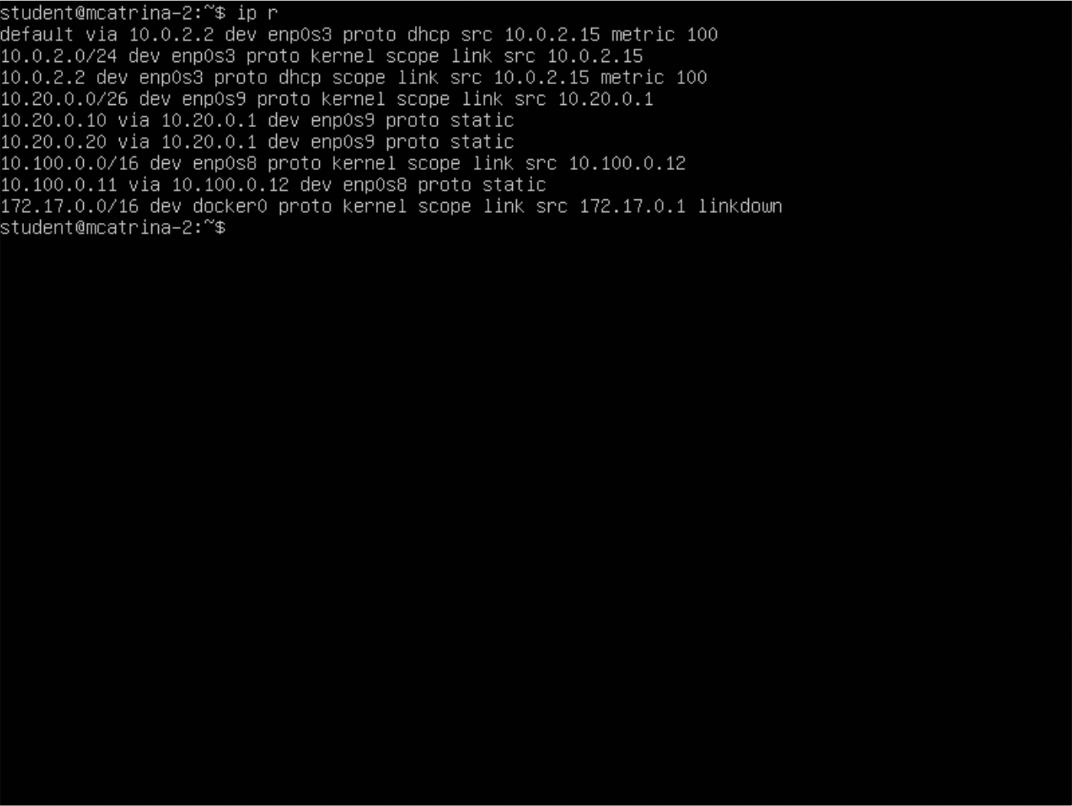 student@mcatrina-2:~$ ip r
default via 10.0.2.2 dev enp0s3 proto dhcp src 10.0.2.15 metric 100
10.0.2.0/24 dev enp0s3 proto kernel scope link src 10.0.2.15
10.0.2.2 dev enp0s3 proto dhcp scope link src 10.0.2.15 metric 100
10.20.0.0/26 dev enp0s9 proto kernel scope link src 10.20.0.1
10.20.0.10 via 10.20.0.1 dev enp0s9 proto static
10.20.0.20 via 10.20.0.1 dev enp0s9 proto static
10.100.0.0/16 dev enp0s8 proto kernel scope link src 10.100.0.12
10.100.0.11 via 10.100.0.12 dev enp0s8 proto static
172.17.0.0/16 dev docker0 proto kernel scope link src 172.17.0.1 linkdown
student@mcatrina-2:~$